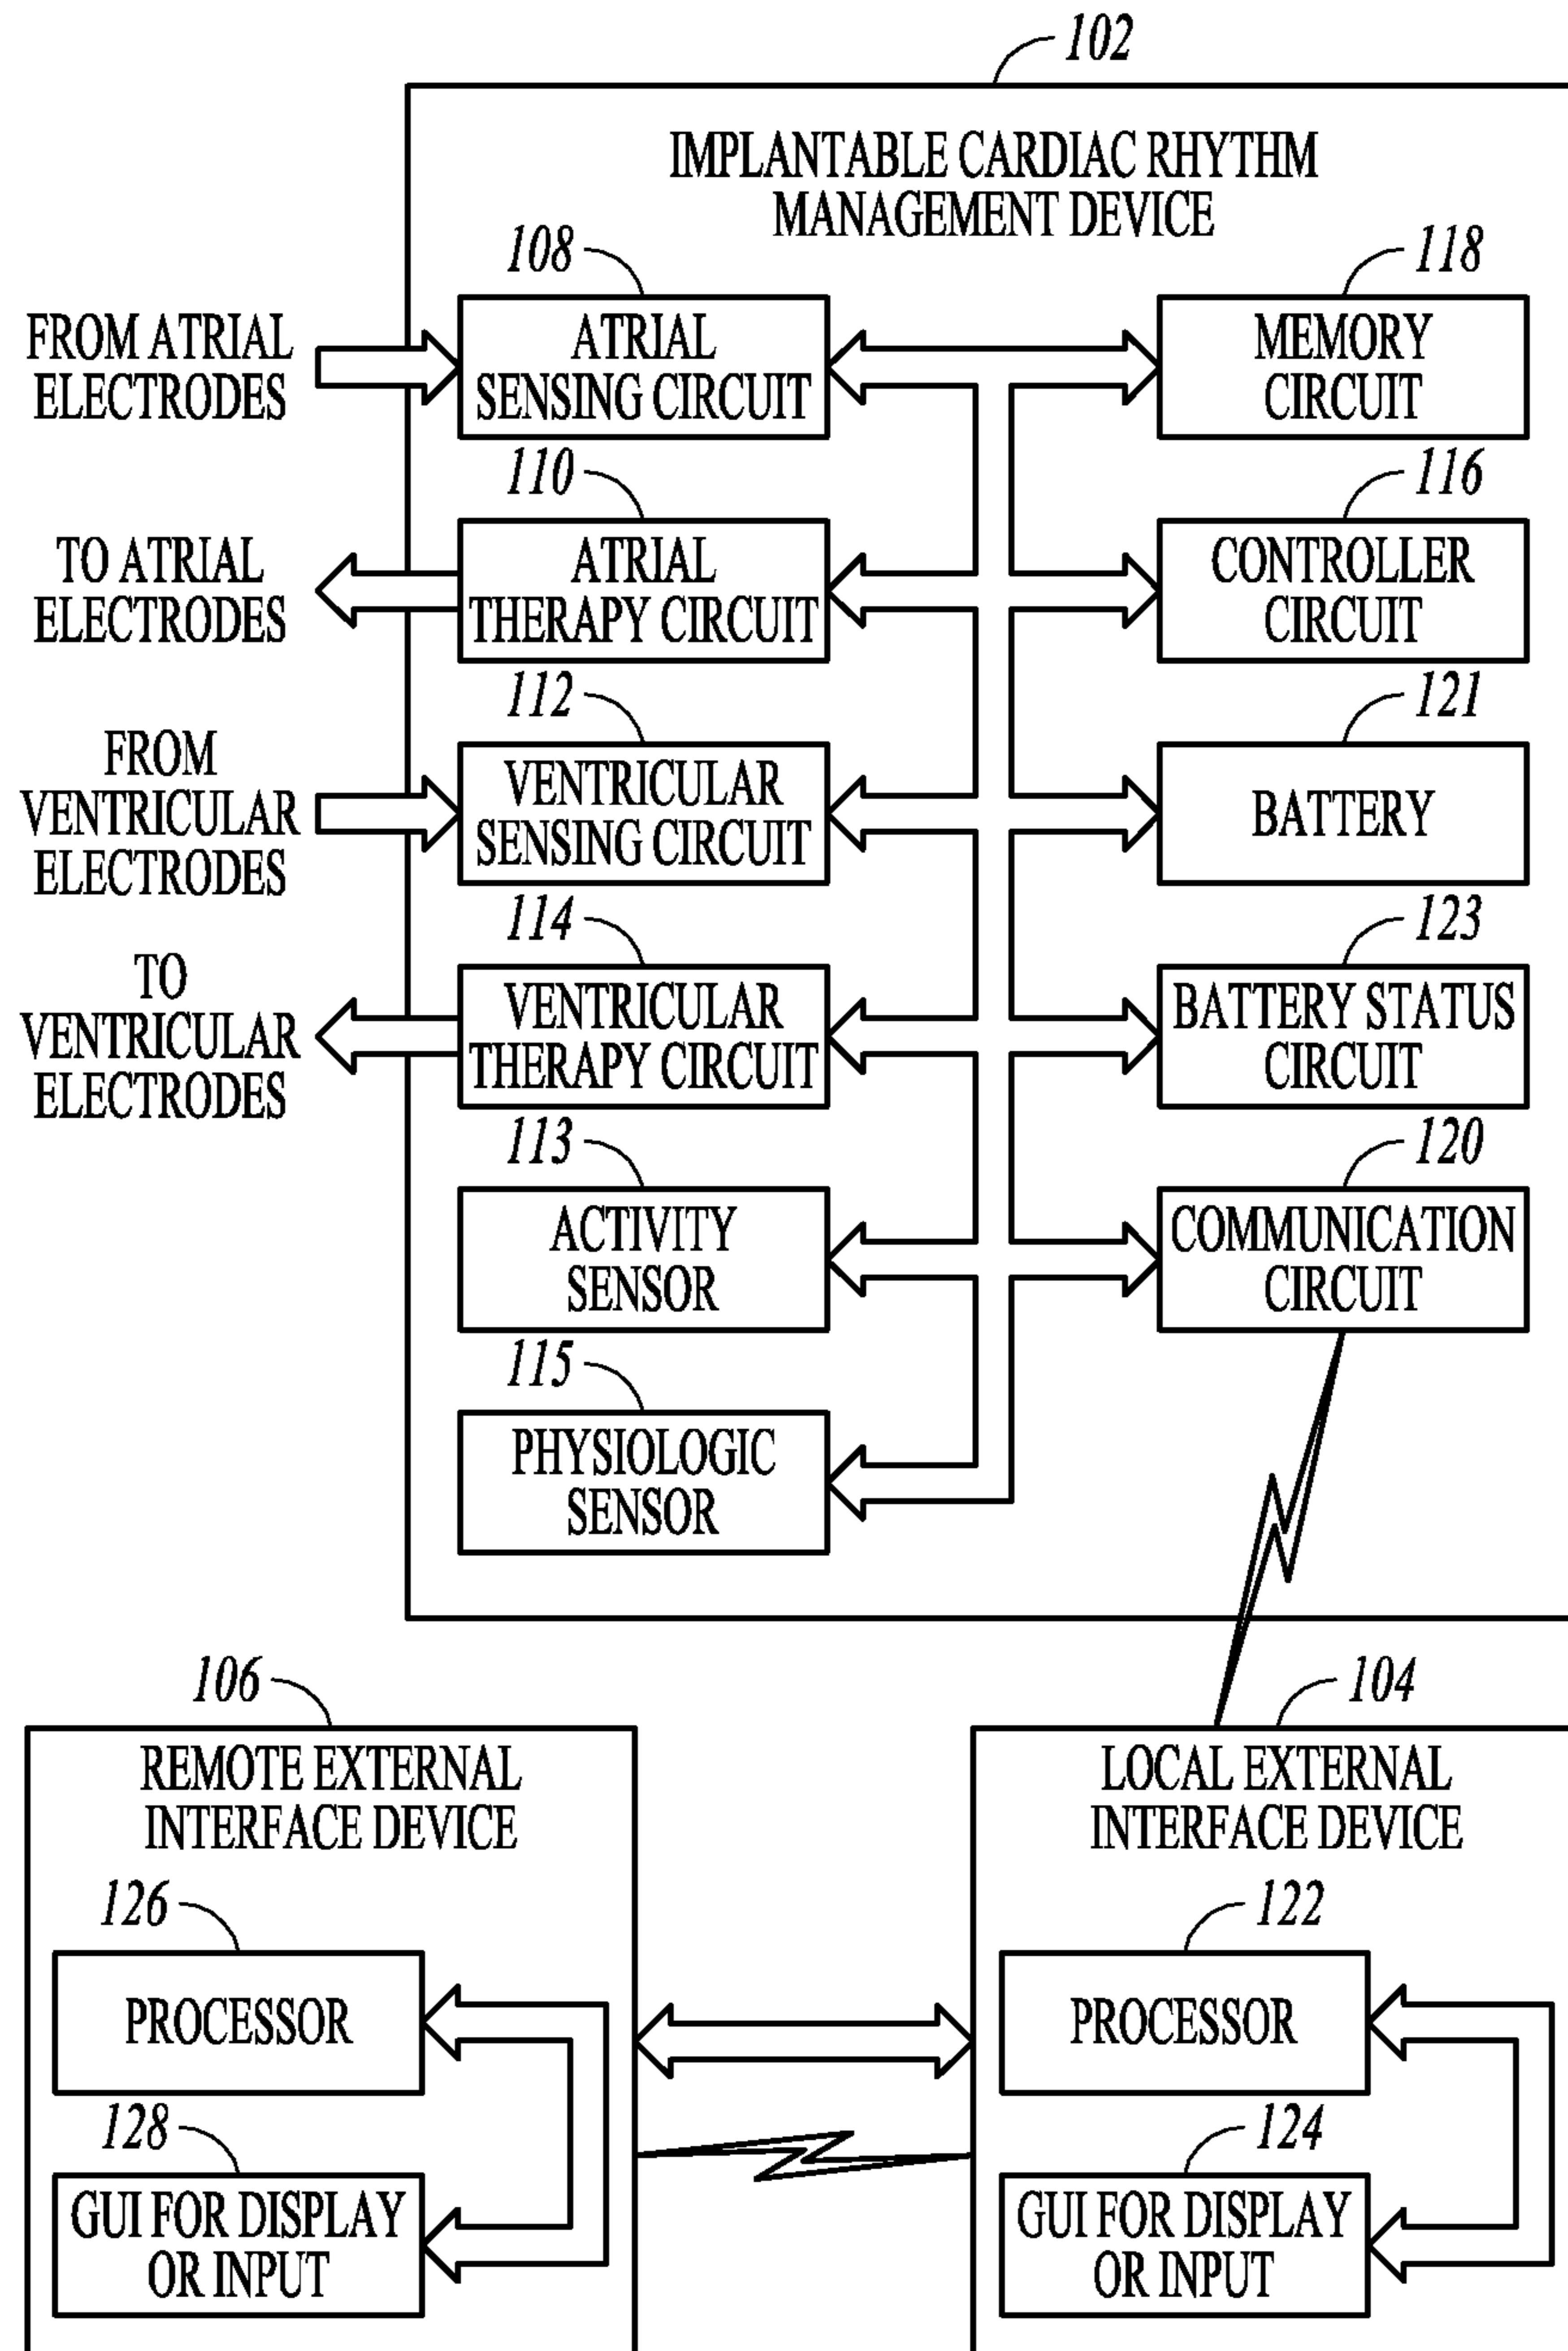 102
IMPLANTABLE CARDIAC RHYTHM
MANAGEMENT DEVICE
108
118
FROM ATRIAL
ELECTRODES
ATRIAL
SENSING CIRCUIT
MEMORY
CIRCUIT
110
116
TO ATRIAL
ELECTRODES
ATRIAL
THERAPY CIRCUIT
CONTROLLER
CIRCUIT
112
121
FROM
VENTRICULAR
ELECTRODES
VENTRICULAR
SENSING CIRCUIT
BATTERY
114
123
TO
VENTRICULAR
ELECTRODES
VENTRICULAR
THERAPY CIRCUIT
BATTERY STATUS
CIRCUIT
113
120
ACTIVITY
SENSOR
COMMUNICATION
CIRCUIT
115
PHYSIOLOGIC
SENSOR
106
104
REMOTE EXTERNAL
INTERFACE DEVICE
LOCAL EXTERNAL
INTERFACE DEVICE
126
122
PROCESSOR
PROCESSOR
128
124
GUI FOR DISPLAY
OR INPUT
GUI FOR DISPLAY
OR INPUT